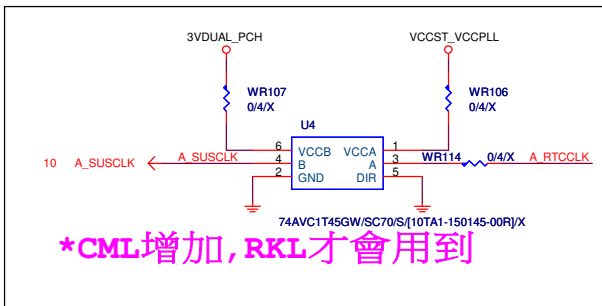 3VDUAL_PCH VCCST_VCCPLL
WR107 WR106
0/4/X 0/4/X
U4
6 VCCB VCCA 1
10 A_SUSCLK A_SUSCLK 4 B A 3 WR114 0/4/X A_RTCCLK
2 GND DIR 5
74AVC1T45GW/SC70/S/[10TA1-150145-00R]/X
*CML增加,RKL才會用到